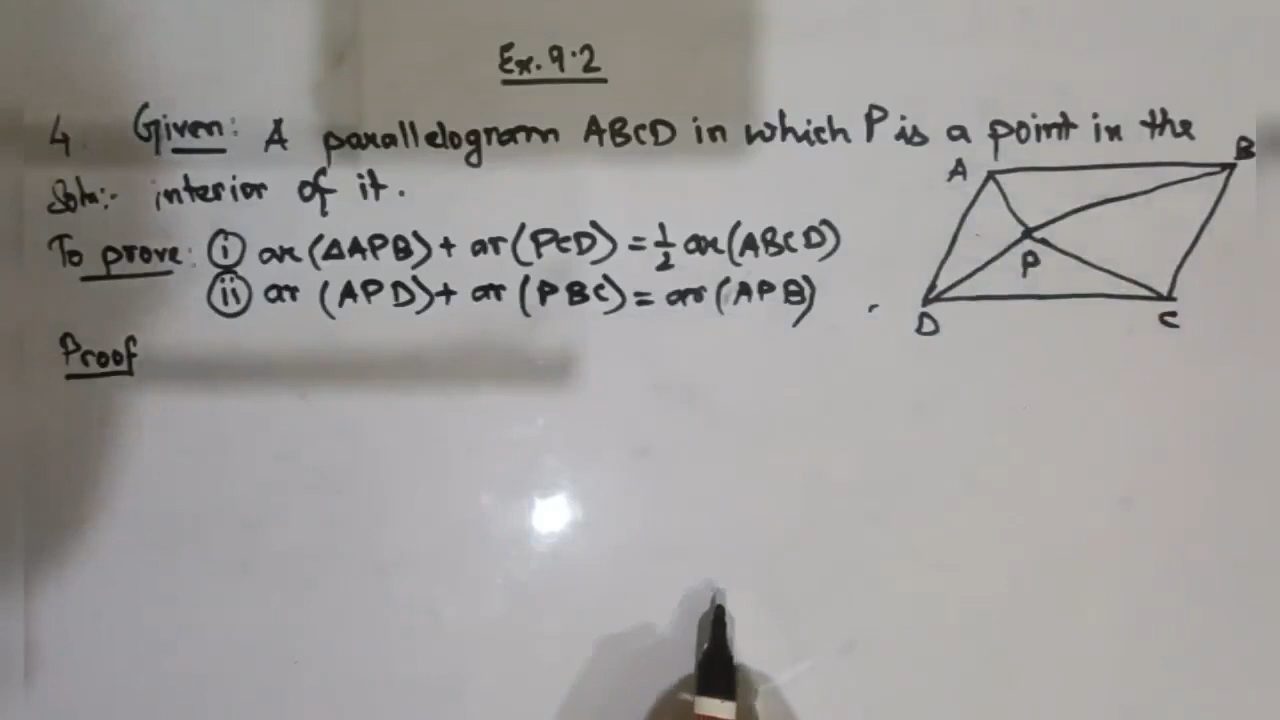 Ex. 9.2
4. Given: A parallelogram ABCD in which P is a point in the
Soln:- interior of it.
To prove: (i) ar(ΔAPB) + ar(PCD) = 1/2 ar(ABCD)
(ii) ar (APD) + ar (PBC) = ar (APB)
Proof
A
B
P
D
C